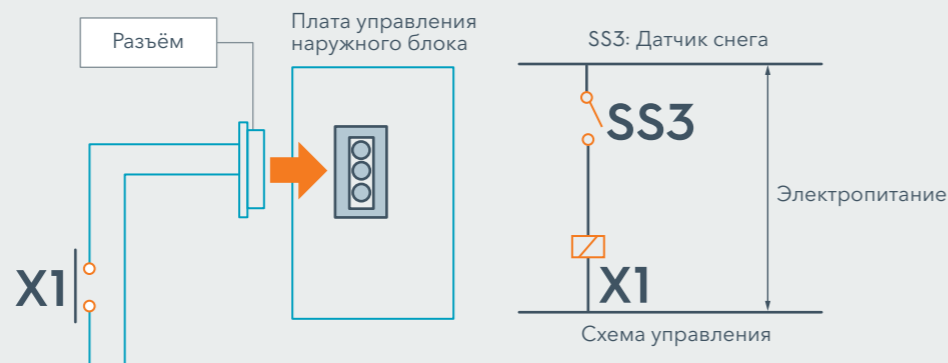 Разъём
Плата управления
наружного блока
X1
SS3: Датчик снега
SS3
Электропитание
X1
Схема управления